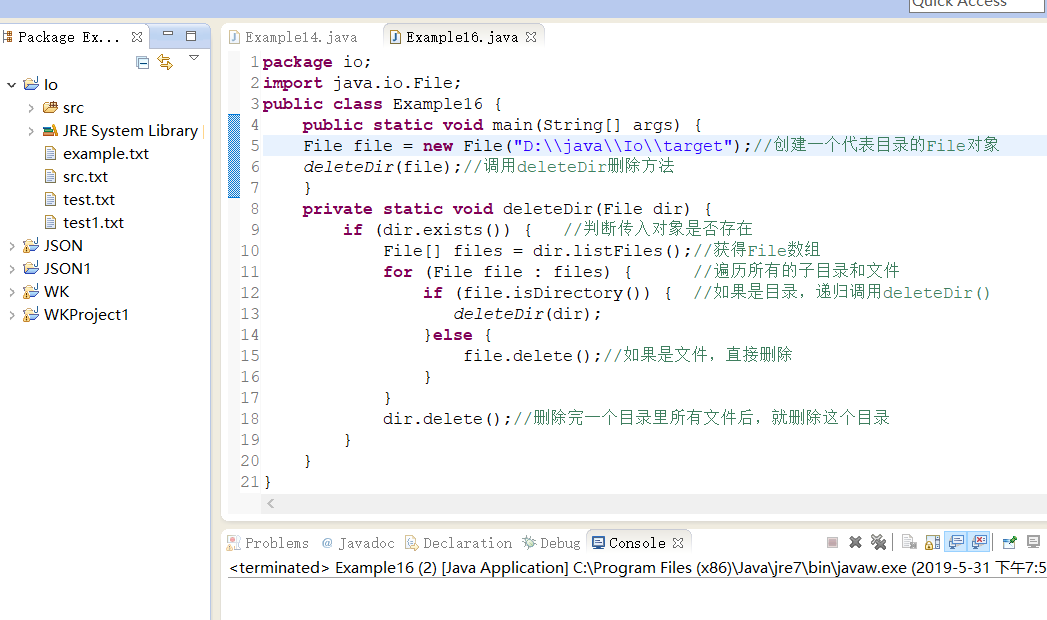 Quick Access
Package Ex...
Io
src
JRE System Library
example.txt
src.txt
test.txt
test1.txt
JSON
JSON1
WK
WKProject1
Example14.java
Example16.java
1 package io;
2 import java.io.File;
3 public class Example16 {
4 public static void main(String[] args) {
5 File file = new File("D:\\java\\Io\\target");//创建一个代表目录的File对象
6 deleteDir(file);//调用deleteDir删除方法
7 }
8 private static void deleteDir(File dir) {
9 if (dir.exists()) { //判断传入对象是否存在
10 File[] files = dir.listFiles();//获得File数组
11 for (File file : files) { //遍历所有的子目录和文件
12 if (file.isDirectory()) { //如果是目录，递归调用deleteDir()
13 deleteDir(dir);
14 }else {
15 file.delete();//如果是文件，直接删除
16 }
17 }
18 dir.delete();//删除完一个目录里所有文件后，就删除这个目录
19 }
20 }
21 }
Problems @ Javadoc Declaration Debug Console
<terminated> Example16 (2) [Java Application] C:\Program Files (x86)\Java\jre7\bin\javaw.exe (2019-5-31 下午7:5